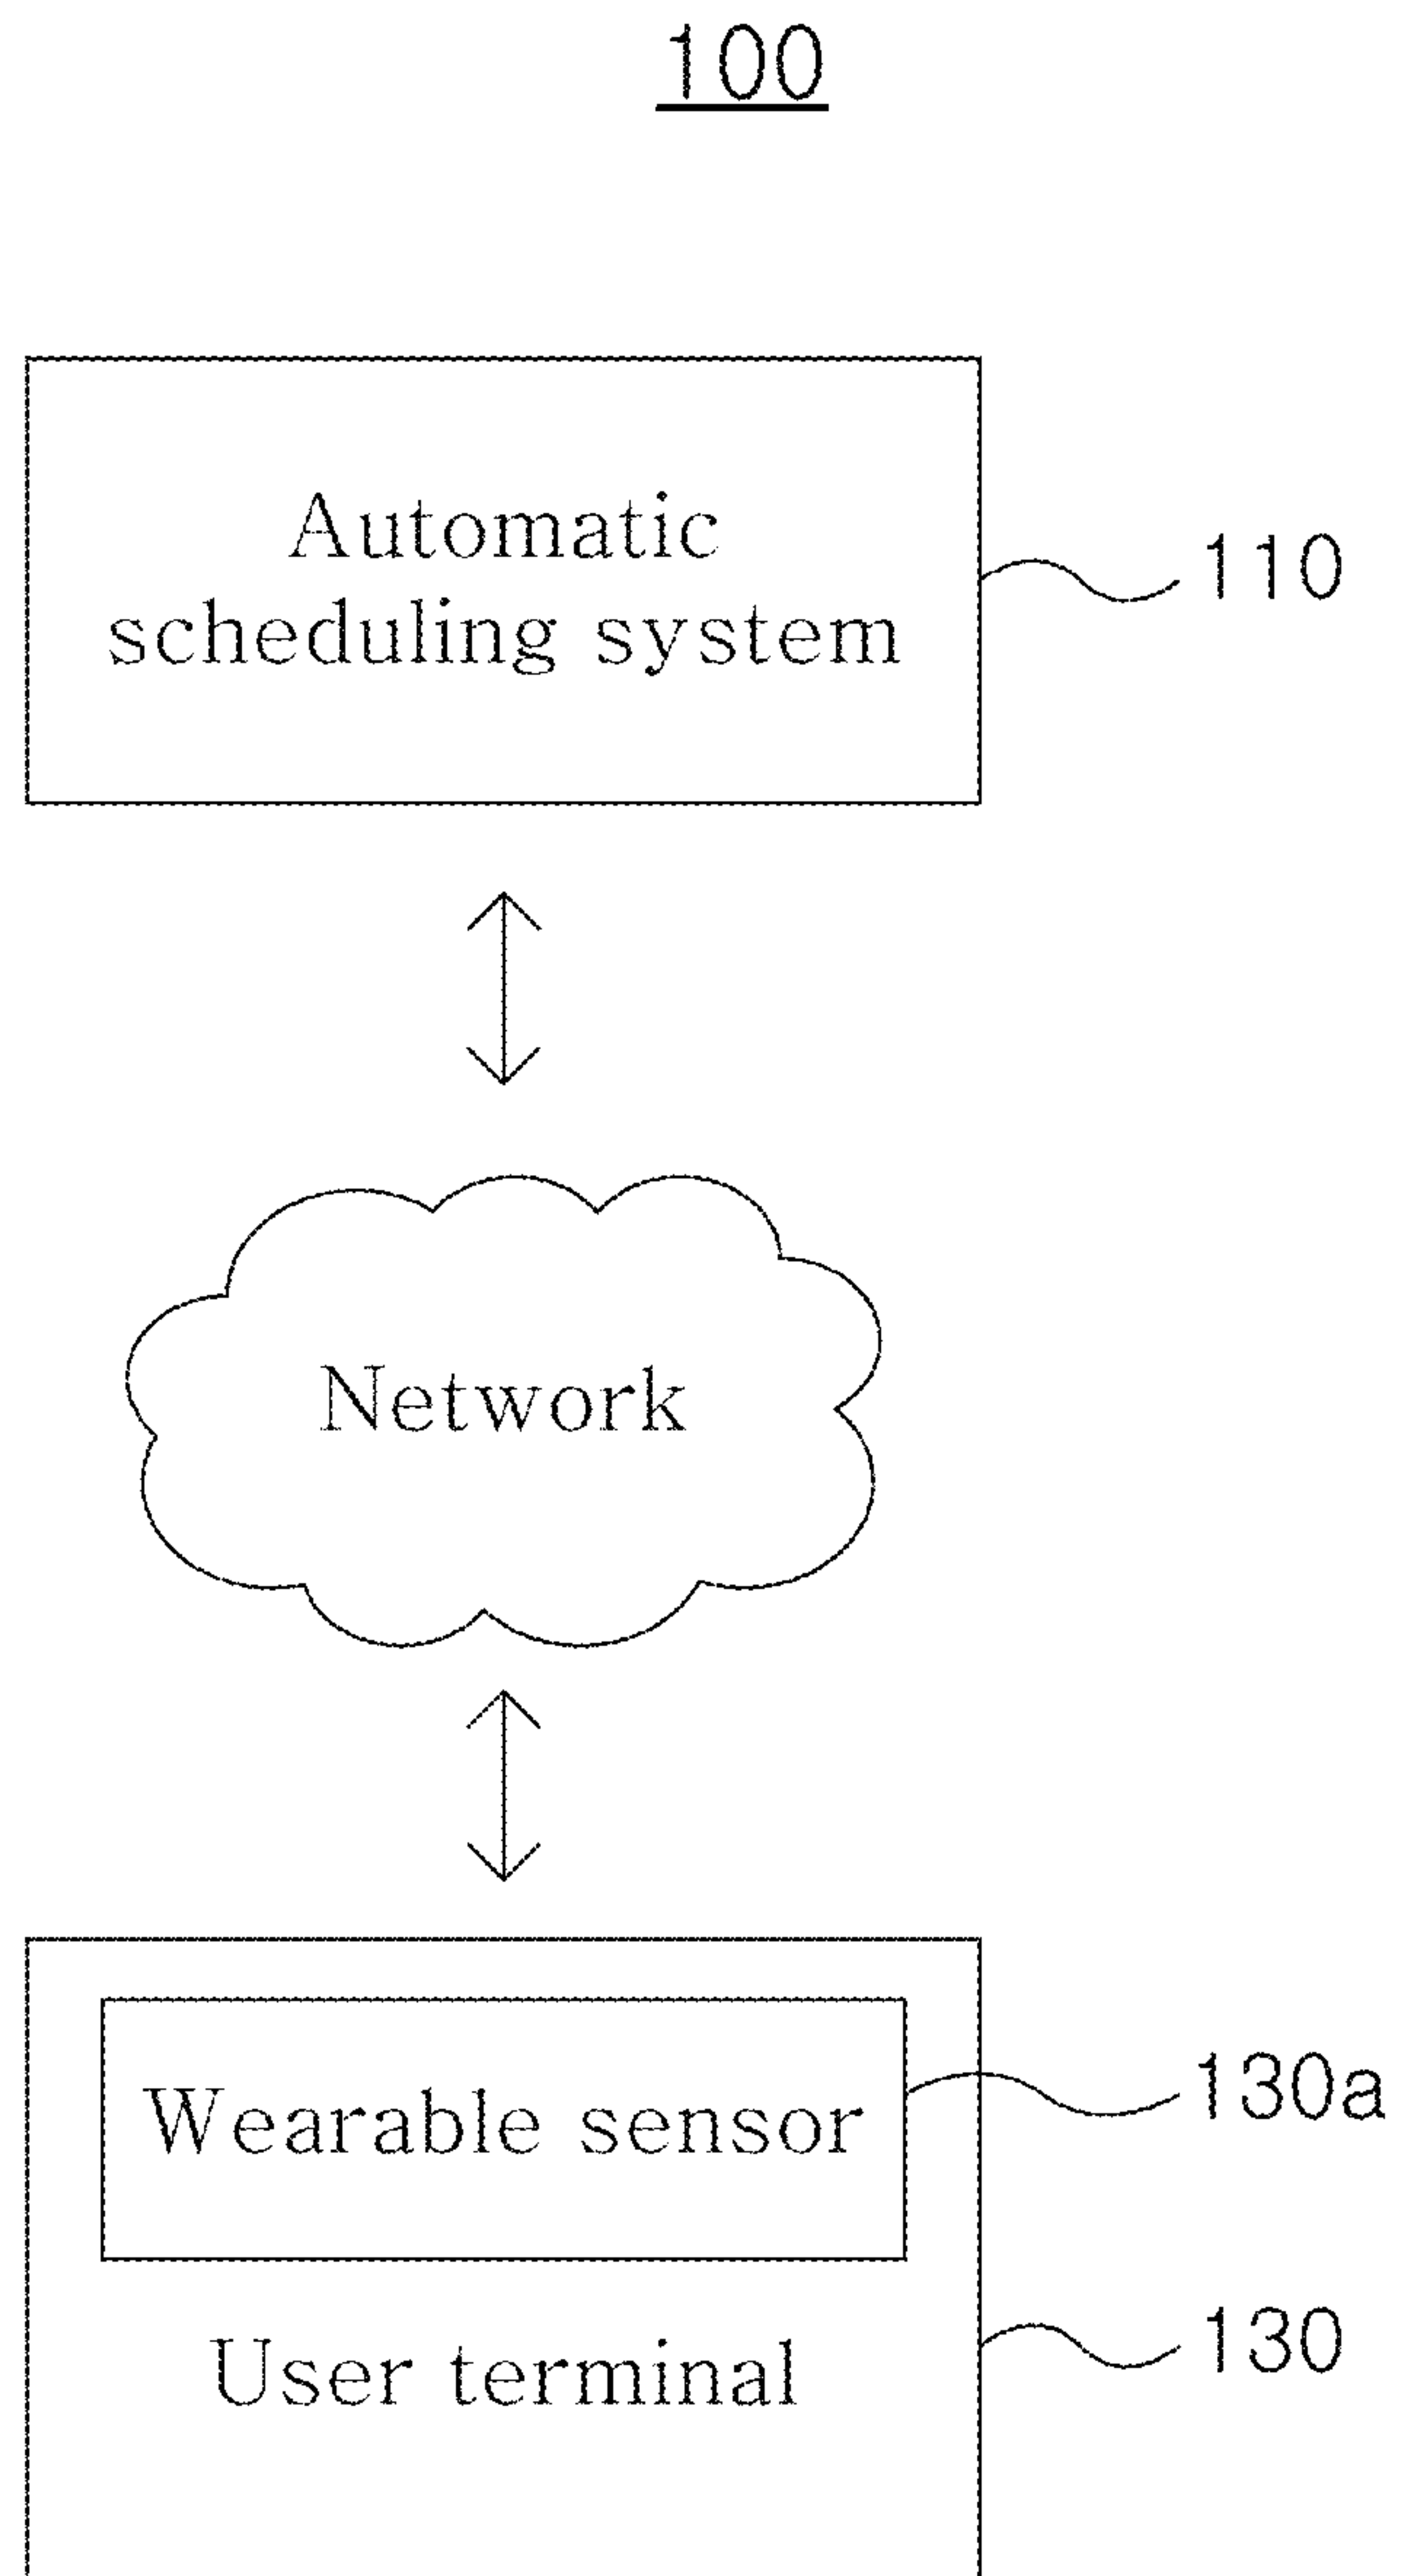 100
Automatic
scheduling system
110
Network
Wearable sensor
130a
User terminal
130